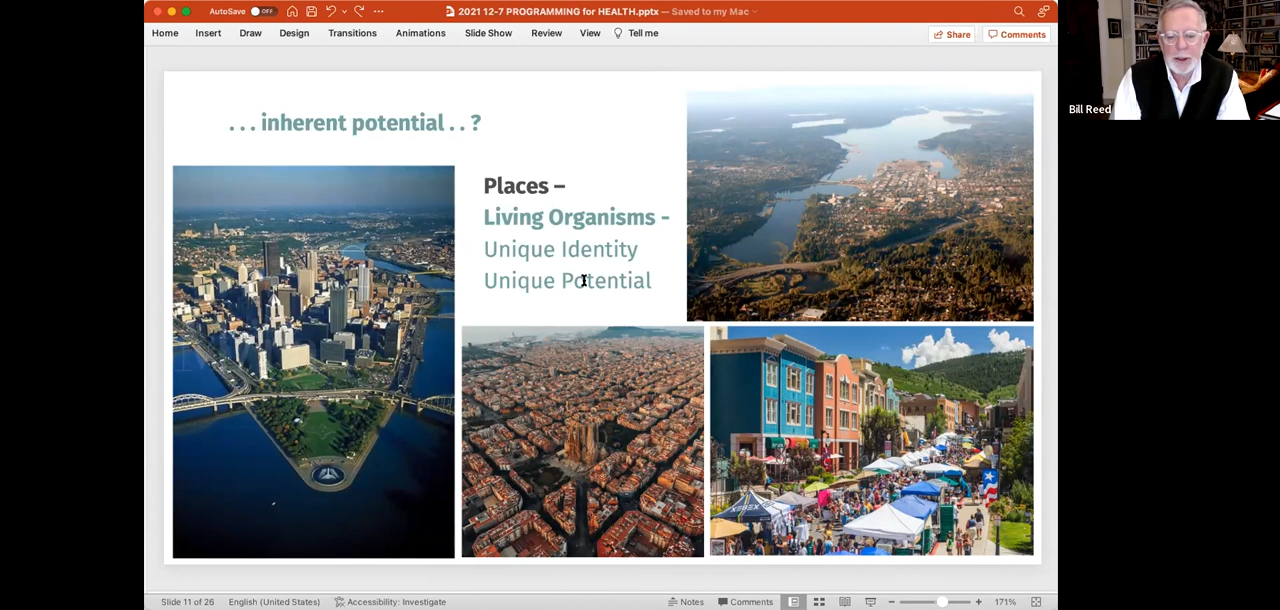 AutoSave
OFF
2021 12-7 PROGRAMMING for HEALTH.pptx — Saved to my Mac
Home Insert Draw Design Transitions Animations Slide Show Review View Tell me
Share Comments
Bill Reed
. . . inherent potential . . ?
Places –
Living Organisms -
Unique Identity
Unique Potential
XEBEX
Slide 11 of 26 English (United States) Accessibility: Investigate Notes Comments 171%